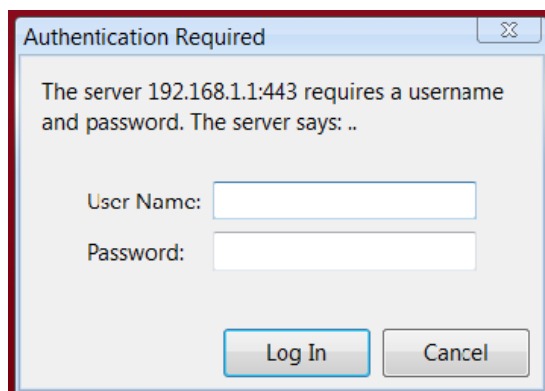 Authentication Required
The server 192.168.1.1:443 requires a username
and password. The server says: ..
User Name:
Password:
Log In
Cancel